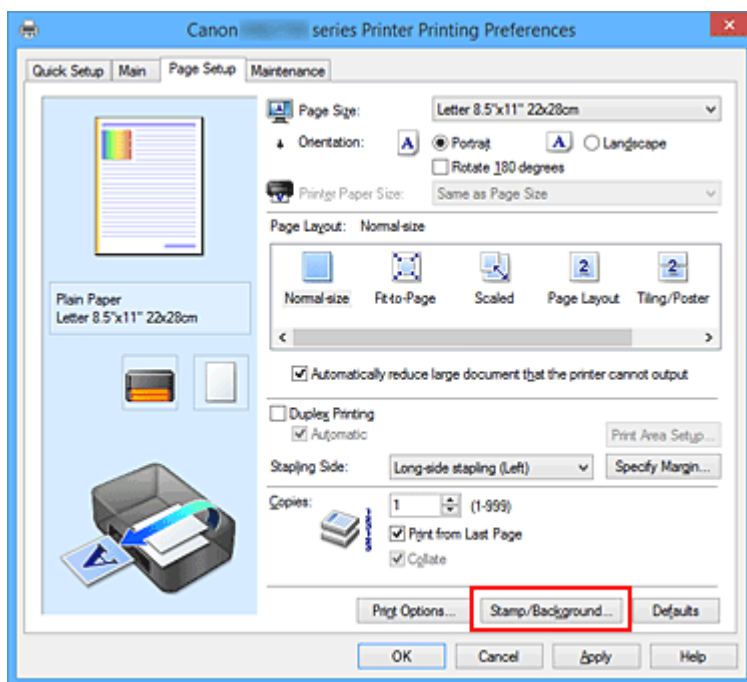 Canon series Printer Printing Preferences
Quick Setup Main Page Setup Maintenance
Page Size: Letter 8.5"x11" 22x28cm
Orientation: A Portrait A Landscape
Rotate 180 degrees
Printer Paper Size: Same as Page Size
Page Layout: Normal-size
2 2
Normal-size Fit-to-Page Scaled Page Layout Tiling/Poster
Plain Paper
Letter 8.5"x11" 22x28cm
Automatically reduce large document that the printer cannot output
Duplex Printing
Automatic
Print Area Setup...
Stapling Side: Long-side stapling (Left) Specify Margin...
Copies: 1 (1-999)
Print from Last Page
Collate
A
Print Options... Stamp/Background... Defaults
OK Cancel Apply Help